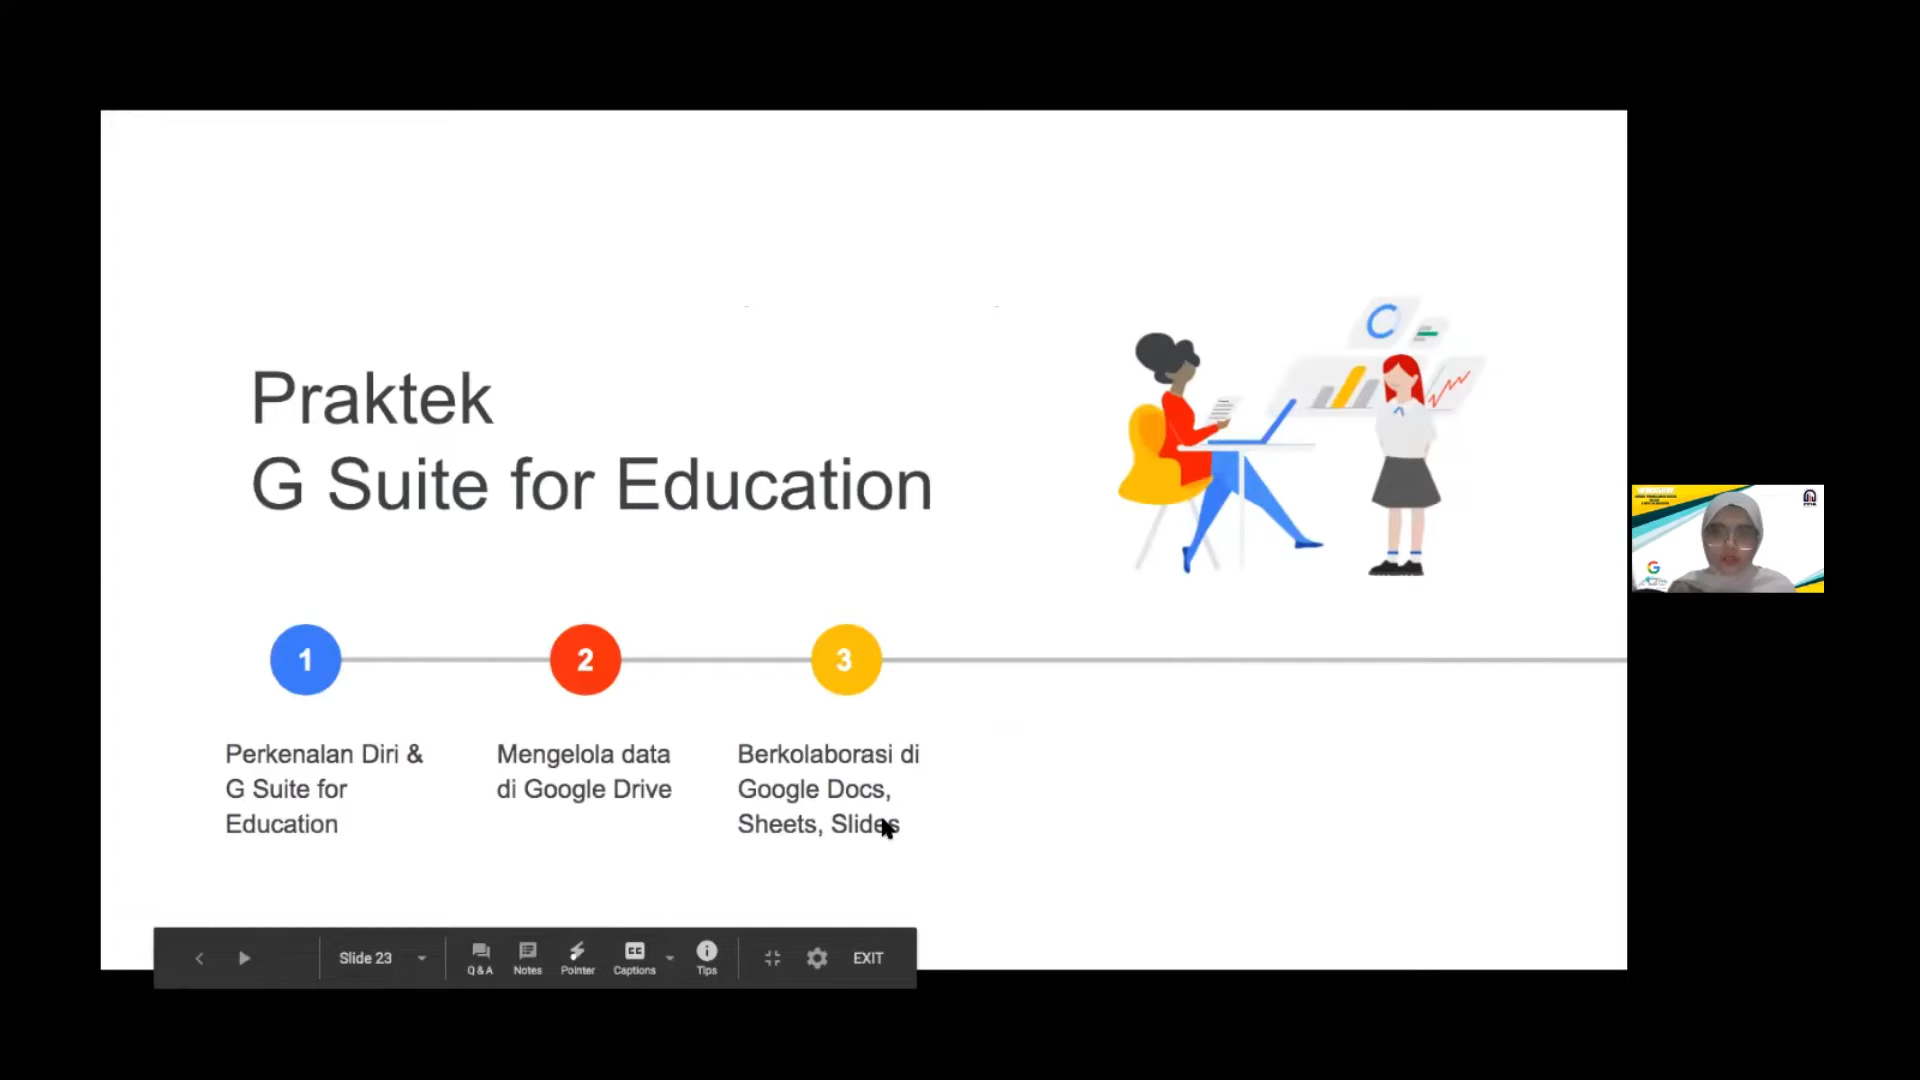 Praktek
G Suite for Education
1
2
3
Perkenalan Diri &
G Suite for
Education
Mengelola data
di Google Drive
Berkolaborasi di
Google Docs,
Sheets, Slides
Slide 23
Q & A
Notes
Pointer
CC
Captions
Tips
EXIT
G